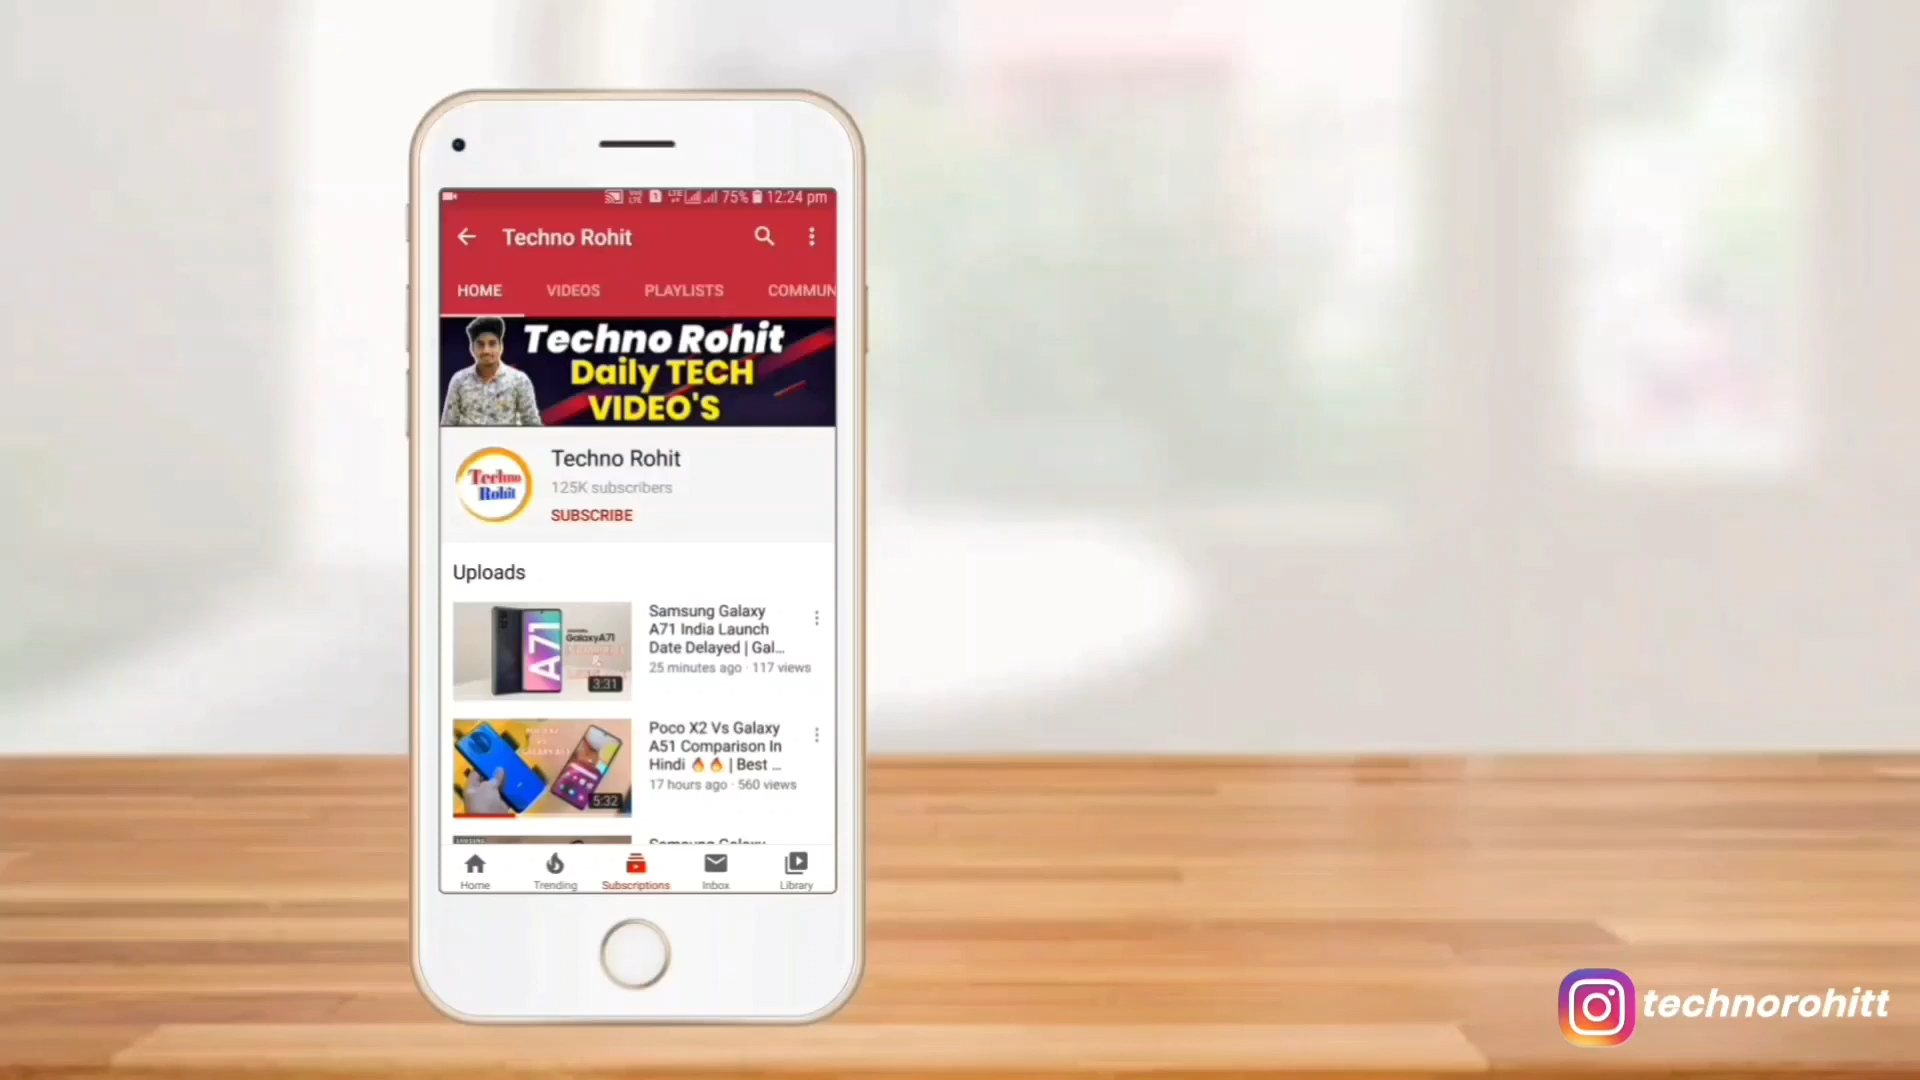 75% 12:24 pm
Techno Rohit
HOME VIDEOS PLAYLISTS COMMUN
Techno Rohit
Daily TECH
VIDEO'S
Techno
Rohit
Techno Rohit
125K subscribers
SUBSCRIBE
Uploads
Samsung Galaxy
A71 India Launch
Date Delayed | Gal...
25 minutes ago · 117 views
GalaxyA71
A71
3:31
Poco X2 Vs Galaxy
A51 Comparison In
Hindi 🔥🔥 | Best ...
17 hours ago · 560 views
5:32
Home Trending Subscriptions Inbox Library
technorohitt